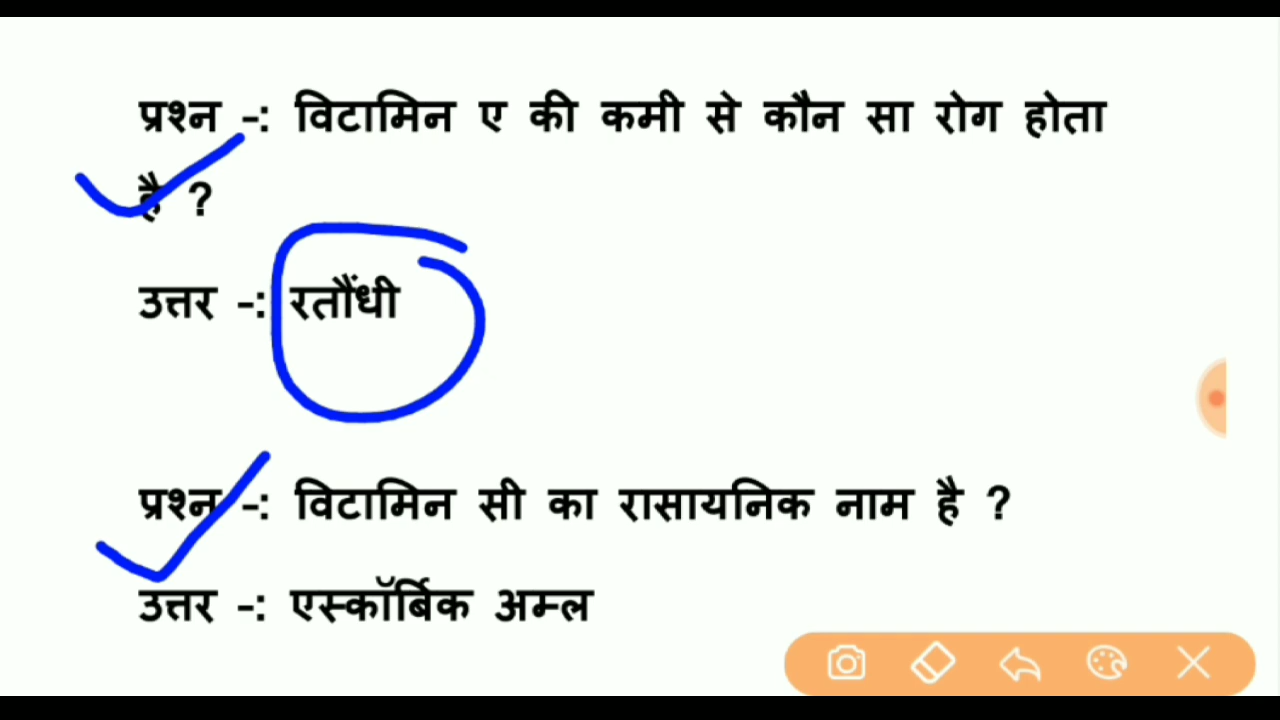 प्रश्न -: विटामिन ए की कमी से कौन सा रोग होता
है ?
उत्तर -: रतौंधी
प्रश्न -: विटामिन सी का रासायनिक नाम है ?
उत्तर -: एस्कॉर्बिक अम्ल